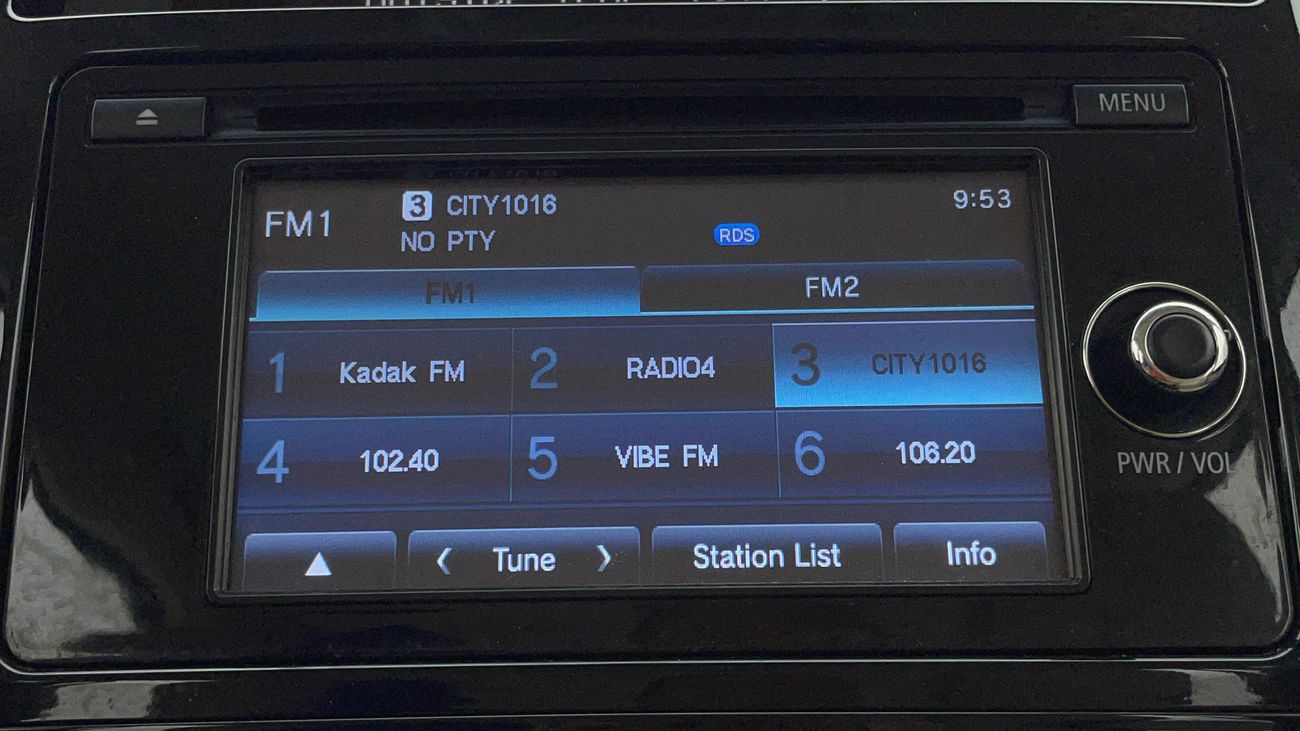 MENU
FM1
3 CITY1016
9:53
NO PTY
RDS
FM1
FM2
1 Kadak FM
2 RADIO4
3 CITY1016
4 102.40
5 VIBE FM
6 106.20
PWR / VOL
Tune
Station List
Info